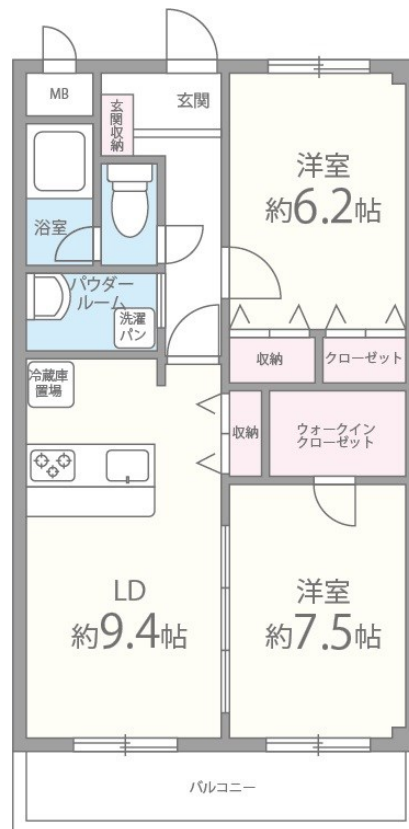 MB
玄関
玄関収納
洋室
約6.2帖
浴室
パウダー
ルーム
洗濯
パン
収納
クローゼット
冷蔵庫
置場
収納
ウォークイン
クローゼット
LD
約9.4帖
洋室
約7.5帖
バルコニー